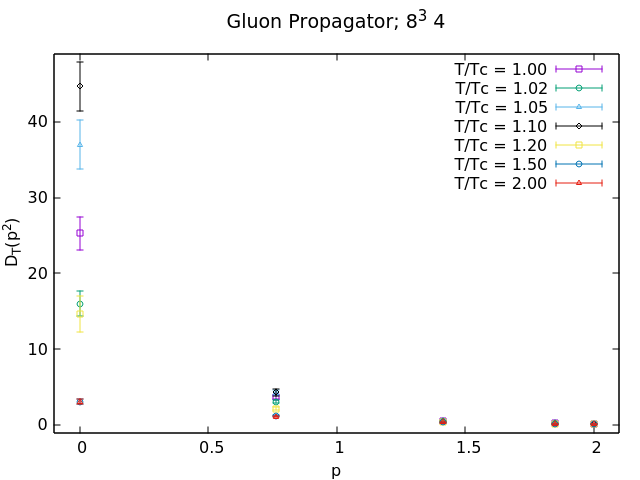 Gluon Propagator; 8³ 4
T/Tc = 1.00
T/Tc = 1.02
T/Tc = 1.05
T/Tc = 1.10
T/Tc = 1.20
T/Tc = 1.50
T/Tc = 2.00
40
30
20
10
0
D_T(p²)
0
0.5
1
1.5
2
p